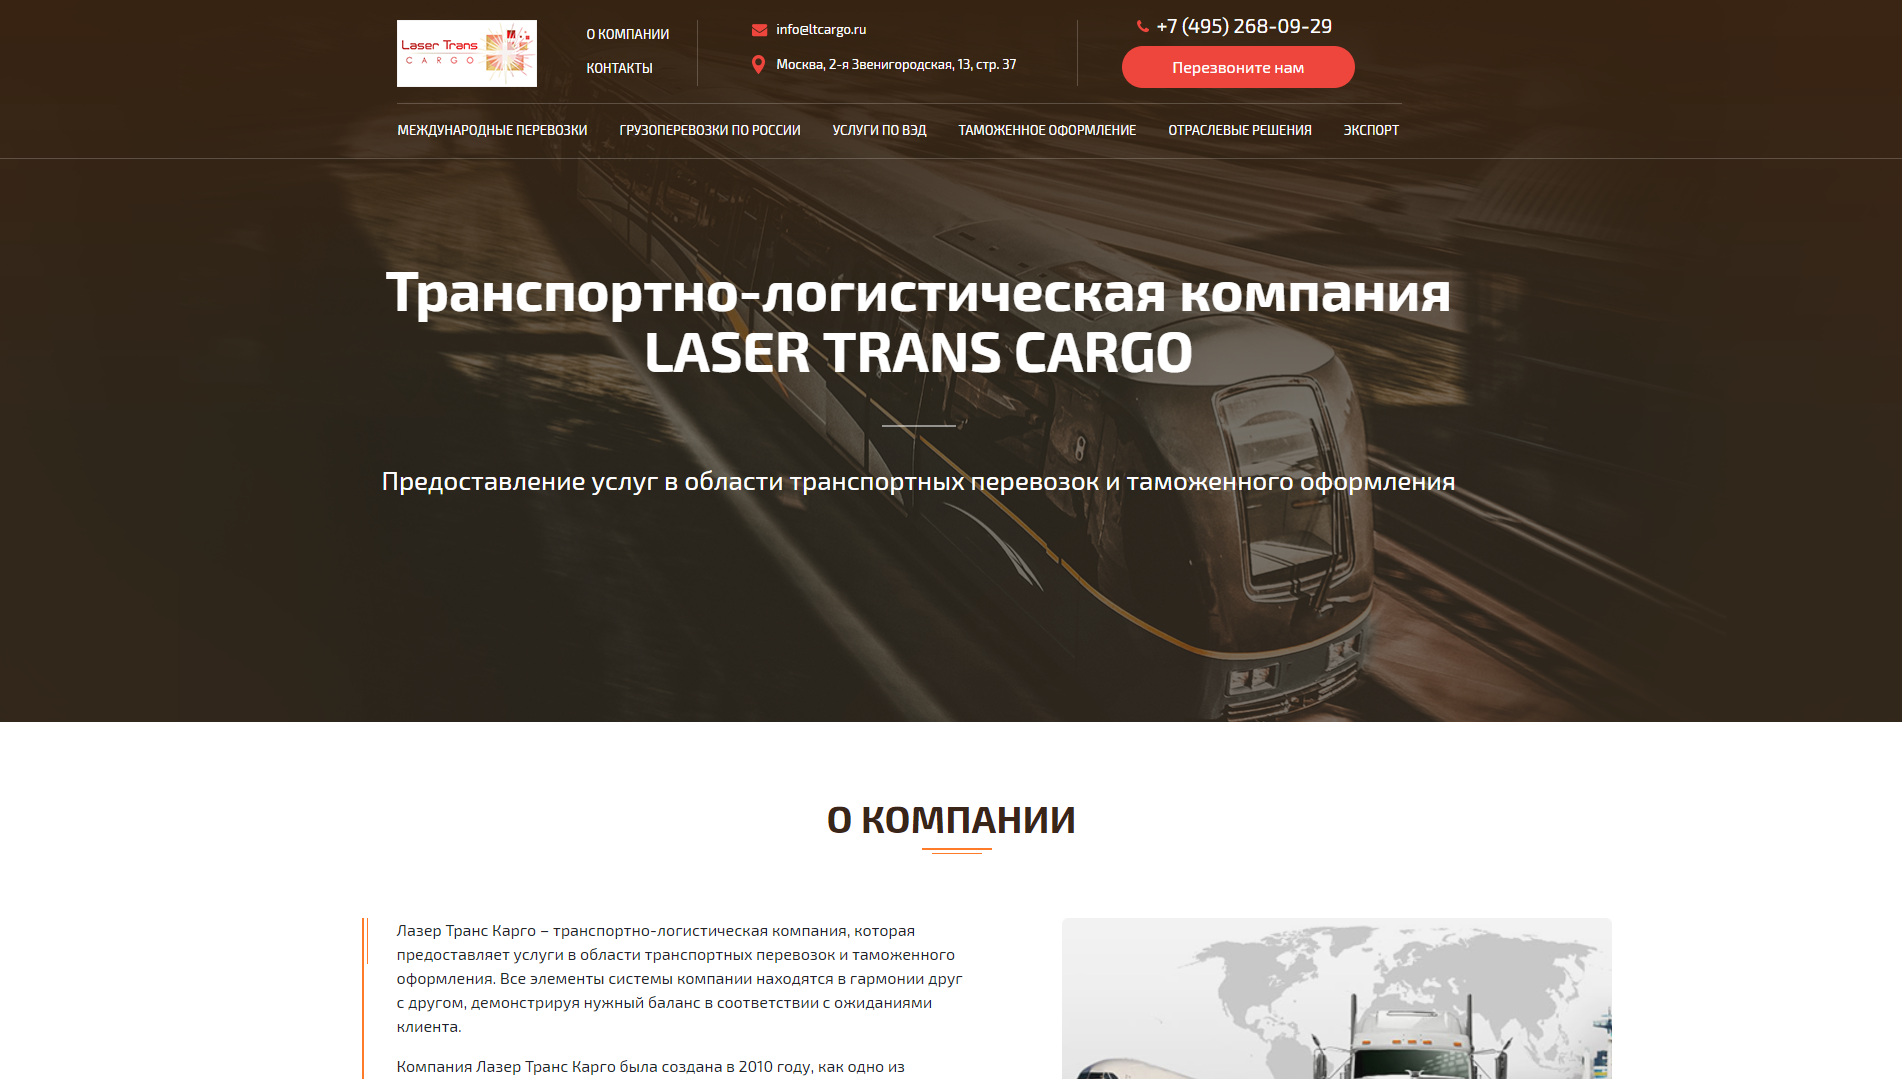 Laser Trans
CARGO
О КОМПАНИИ
КОНТАКТЫ
info@ltcargo.ru
Москва, 2-я Звенигородская, 13, стр. 37
+7 (495) 268-09-29
Перезвоните нам
МЕЖДУНАРОДНЫЕ ПЕРЕВОЗКИ ГРУЗОПЕРЕВОЗКИ ПО РОССИИ УСЛУГИ ПО ВЭД ТАМОЖЕННОЕ ОФОРМЛЕНИЕ ОТРАСЛЕВЫЕ РЕШЕНИЯ ЭКСПОРТ
Транспортно-логистическая компания
LASER TRANS CARGO
Предоставление услуг в области транспортных перевозок и таможенного оформления
О КОМПАНИИ
Лазер Транс Карго – транспортно-логистическая компания, которая
предоставляет услуги в области транспортных перевозок и таможенного
оформления. Все элементы системы компании находятся в гармонии друг
с другом, демонстрируя нужный баланс в соответствии с ожиданиями
клиента.
Компания Лазер Транс Карго была создана в 2010 году, как одно из